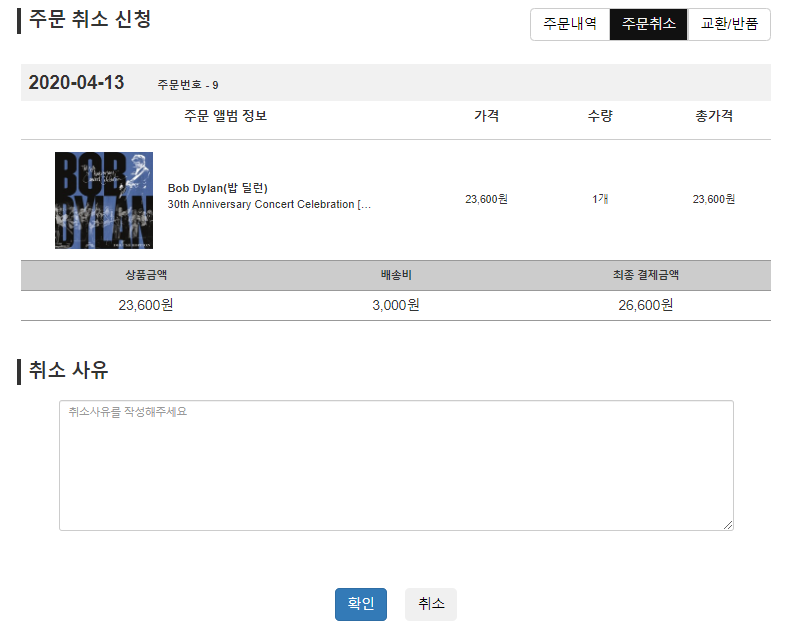 주문 취소 신청
주문내역 주문취소 교환/반품
2020-04-13 주문번호 - 9
주문 앨범 정보 가격 수량 총가격
BOB
DYLAN
Bob Dylan(밥 딜런)
30th Anniversary Concert Celebration [...
23,600원 1개 23,600원
상품금액 배송비 최종 결제금액
23,600원 3,000원 26,600원
취소 사유
취소사유를 작성해주세요
확인 취소